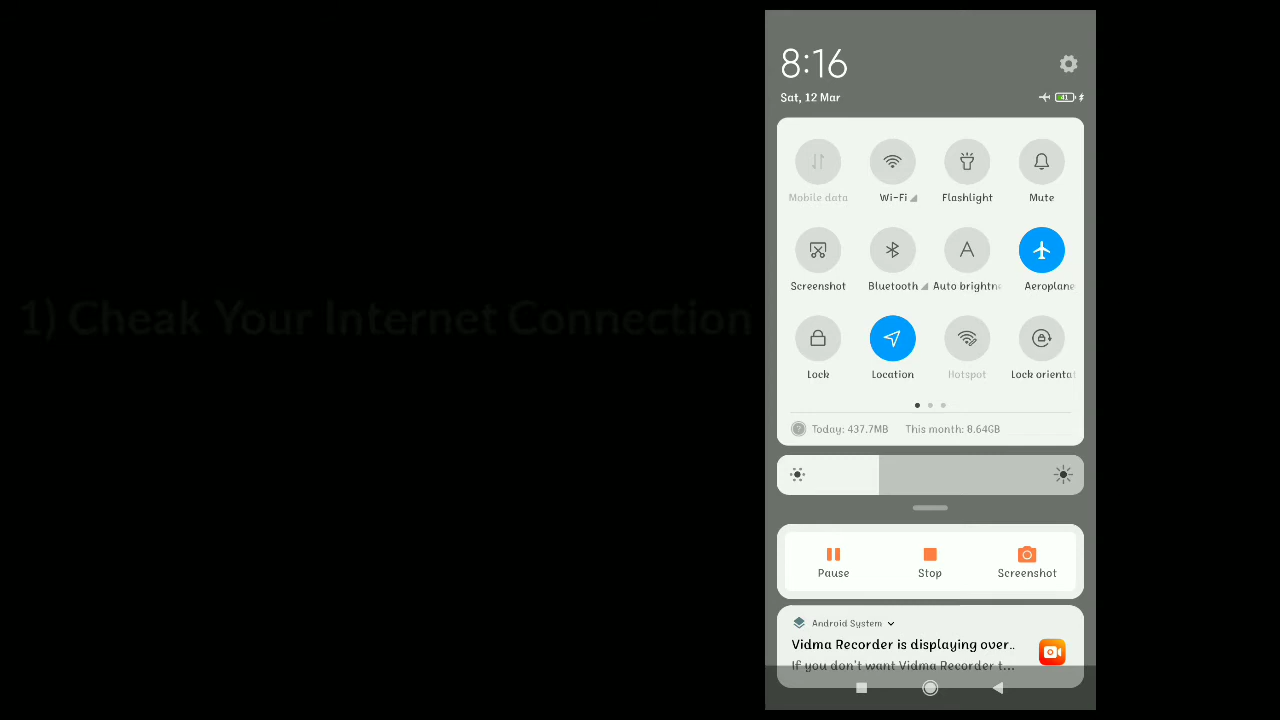 1) Cheak Your Internet Connection
8:16
Sat, 12 Mar
41
Mobile data
Wi-Fi
Flashlight
Mute
Screenshot
Bluetooth
Auto brightn
Aeroplane
Lock
Location
Hotspot
Lock orienta
Today: 437.7MB
This month: 8.64GB
Pause
Stop
Screenshot
Android System
Vidma Recorder is displaying over..
If you don't want Vidma Recorder t...